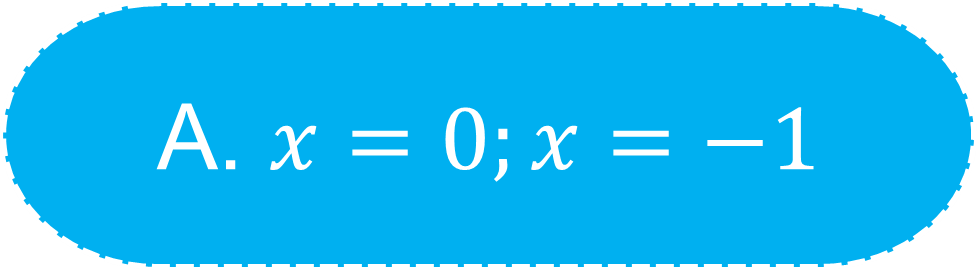 A. 𝑥 = 0; 𝑥 = −1